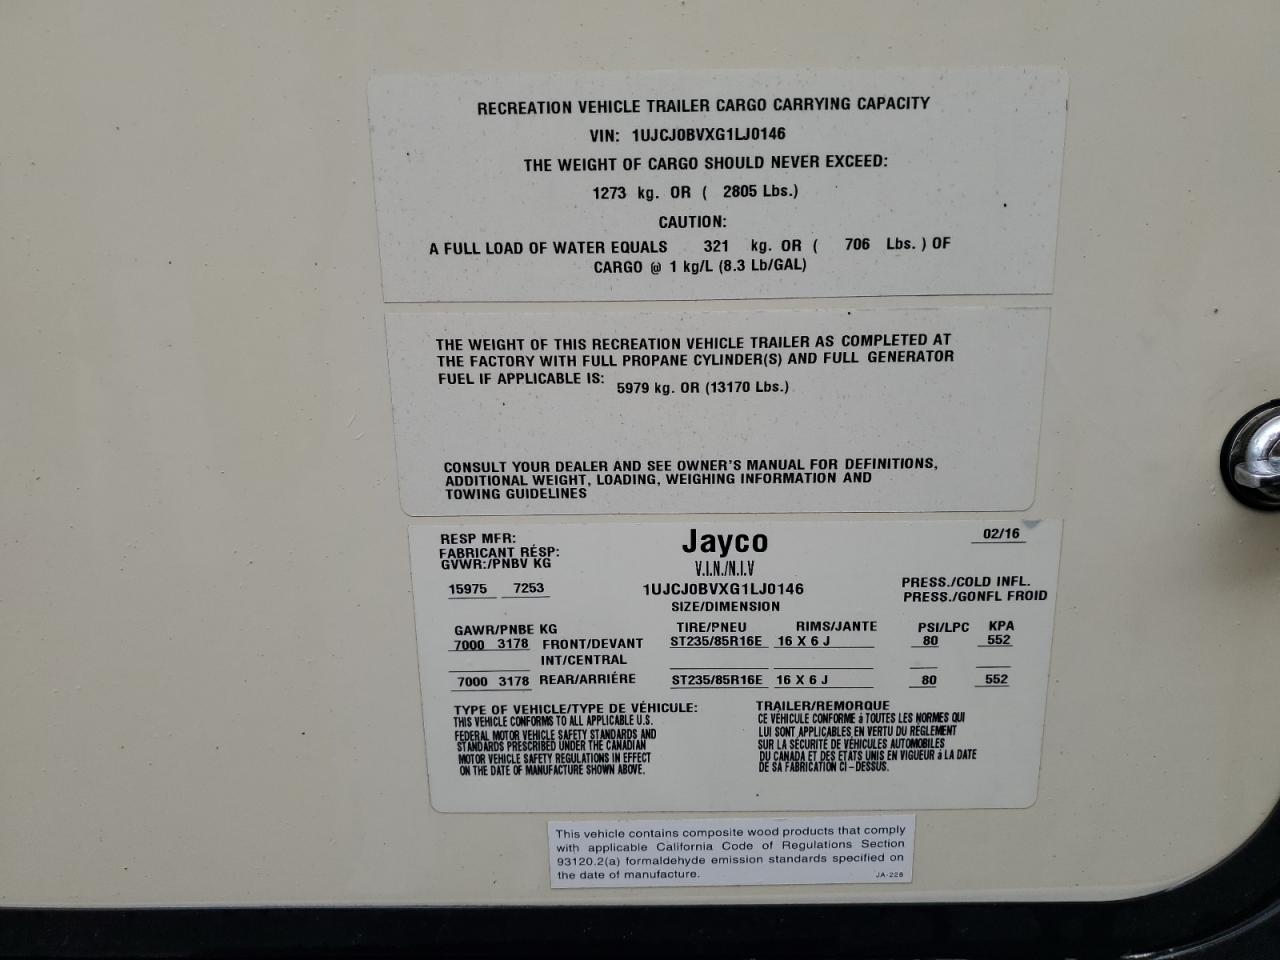 RECREATION VEHICLE TRAILER CARGO CARRYING CAPACITY
VIN: 1UJCJ0BVXG1LJ0146
THE WEIGHT OF CARGO SHOULD NEVER EXCEED:
1273 kg. OR ( 2805 Lbs.)
CAUTION:
A FULL LOAD OF WATER EQUALS 321 kg. OR ( 706 Lbs. ) OF
CARGO @ 1 kg/L (8.3 Lb/GAL)
THE WEIGHT OF THIS RECREATION VEHICLE TRAILER AS COMPLETED AT
THE FACTORY WITH FULL PROPANE CYLINDER(S) AND FULL GENERATOR
FUEL IF APPLICABLE IS: 5979 kg. OR (13170 Lbs.)
CONSULT YOUR DEALER AND SEE OWNER'S MANUAL FOR DEFINITIONS,
ADDITIONAL WEIGHT, LOADING, WEIGHING INFORMATION AND
TOWING GUIDELINES
RESP MFR: Jayco 02/16
FABRICANT RÉSP:
GVWR:/PNBV KG V.I.N./N.I.V
15975 7253 1UJCJ0BVXG1LJ0146 PRESS./COLD INFL.
SIZE/DIMENSION PRESS./GONFL FROID
GAWR/PNBE KG TIRE/PNEU RIMS/JANTE PSI/LPC KPA
7000 3178 FRONT/DEVANT ST235/85R16E 16 X 6 J 80 552
INT/CENTRAL
7000 3178 REAR/ARRIÉRE ST235/85R16E 16 X 6 J 80 552
TYPE OF VEHICLE/TYPE DE VÉHICULE: TRAILER/REMORQUE
THIS VEHICLE CONFORMS TO ALL APPLICABLE U.S.
FEDERAL MOTOR VEHICLE SAFETY STANDARDS AND
STANDARDS PRESCRIBED UNDER THE CANADIAN
MOTOR VEHICLE SAFETY REGULATIONS IN EFFECT
ON THE DATE OF MANUFACTURE SHOWN ABOVE.
CE VÉHICULE CONFORME à TOUTES LES NORMES QUI
LUI SONT APPLICABLES EN VERTU DU RÉGLEMENT
SUR LA SÉCURITÉ DE VÉHICULES AUTOMOBILES
DU CANADA ET DES ETATS UNIS EN VIGUEUR à LA DATE
DE SA FABRICATION CI-DESSUS.
This vehicle contains composite wood products that comply
with applicable California Code of Regulations Section
93120.2(a) formaldehyde emission standards specified on
the date of manufacture. JA-228